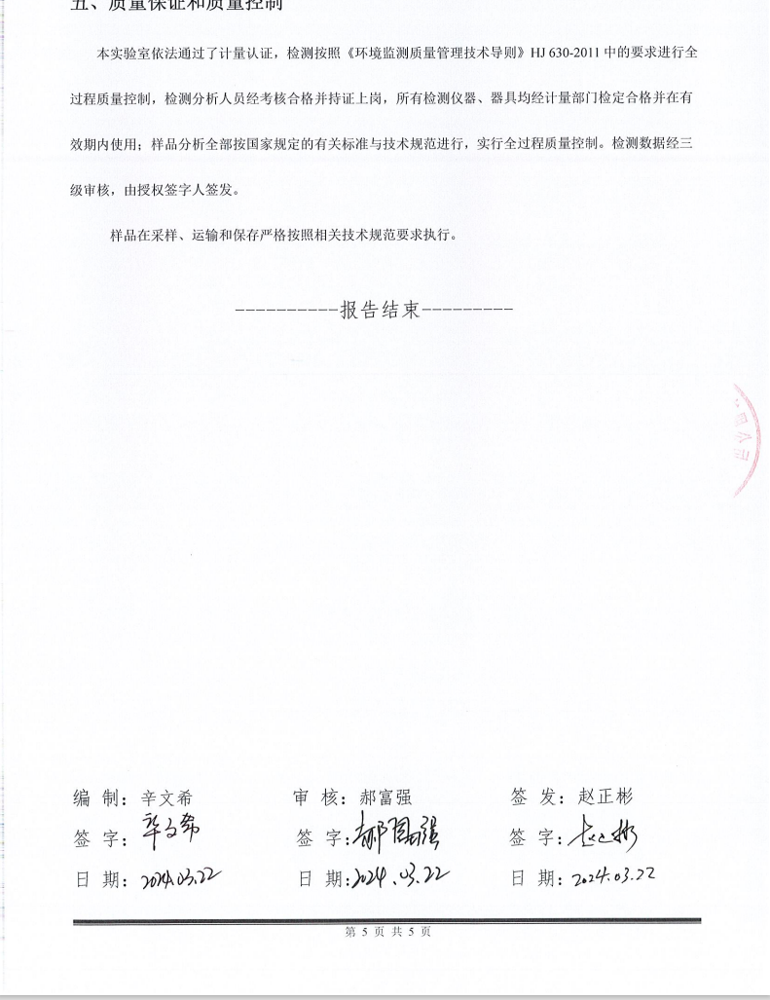 五、质量保证和质量控制
本实验室依法通过了计量认证，检测按照《环境监测质量管理技术导则》HJ 630-2011 中的要求进行全
过程质量控制，检测分析人员经考核合格并持证上岗，所有检测仪器、器具均经计量部门检定合格并在有
效期内使用；样品分析全部按国家规定的有关标准与技术规范进行，实行全过程质量控制。检测数据经三
级审核，由授权签字人签发。
样品在采样、运输和保存严格按照相关技术规范要求执行。
----------报告结束---------
公司
编 制：辛文希 审 核：郝富强 签 发：赵正彬
签 字：辛文希 签 字：郝富强 签 字：赵正彬
日 期：2024.03.22 日 期：2024.03.22 日 期：2024.03.22
第 5 页 共 5 页